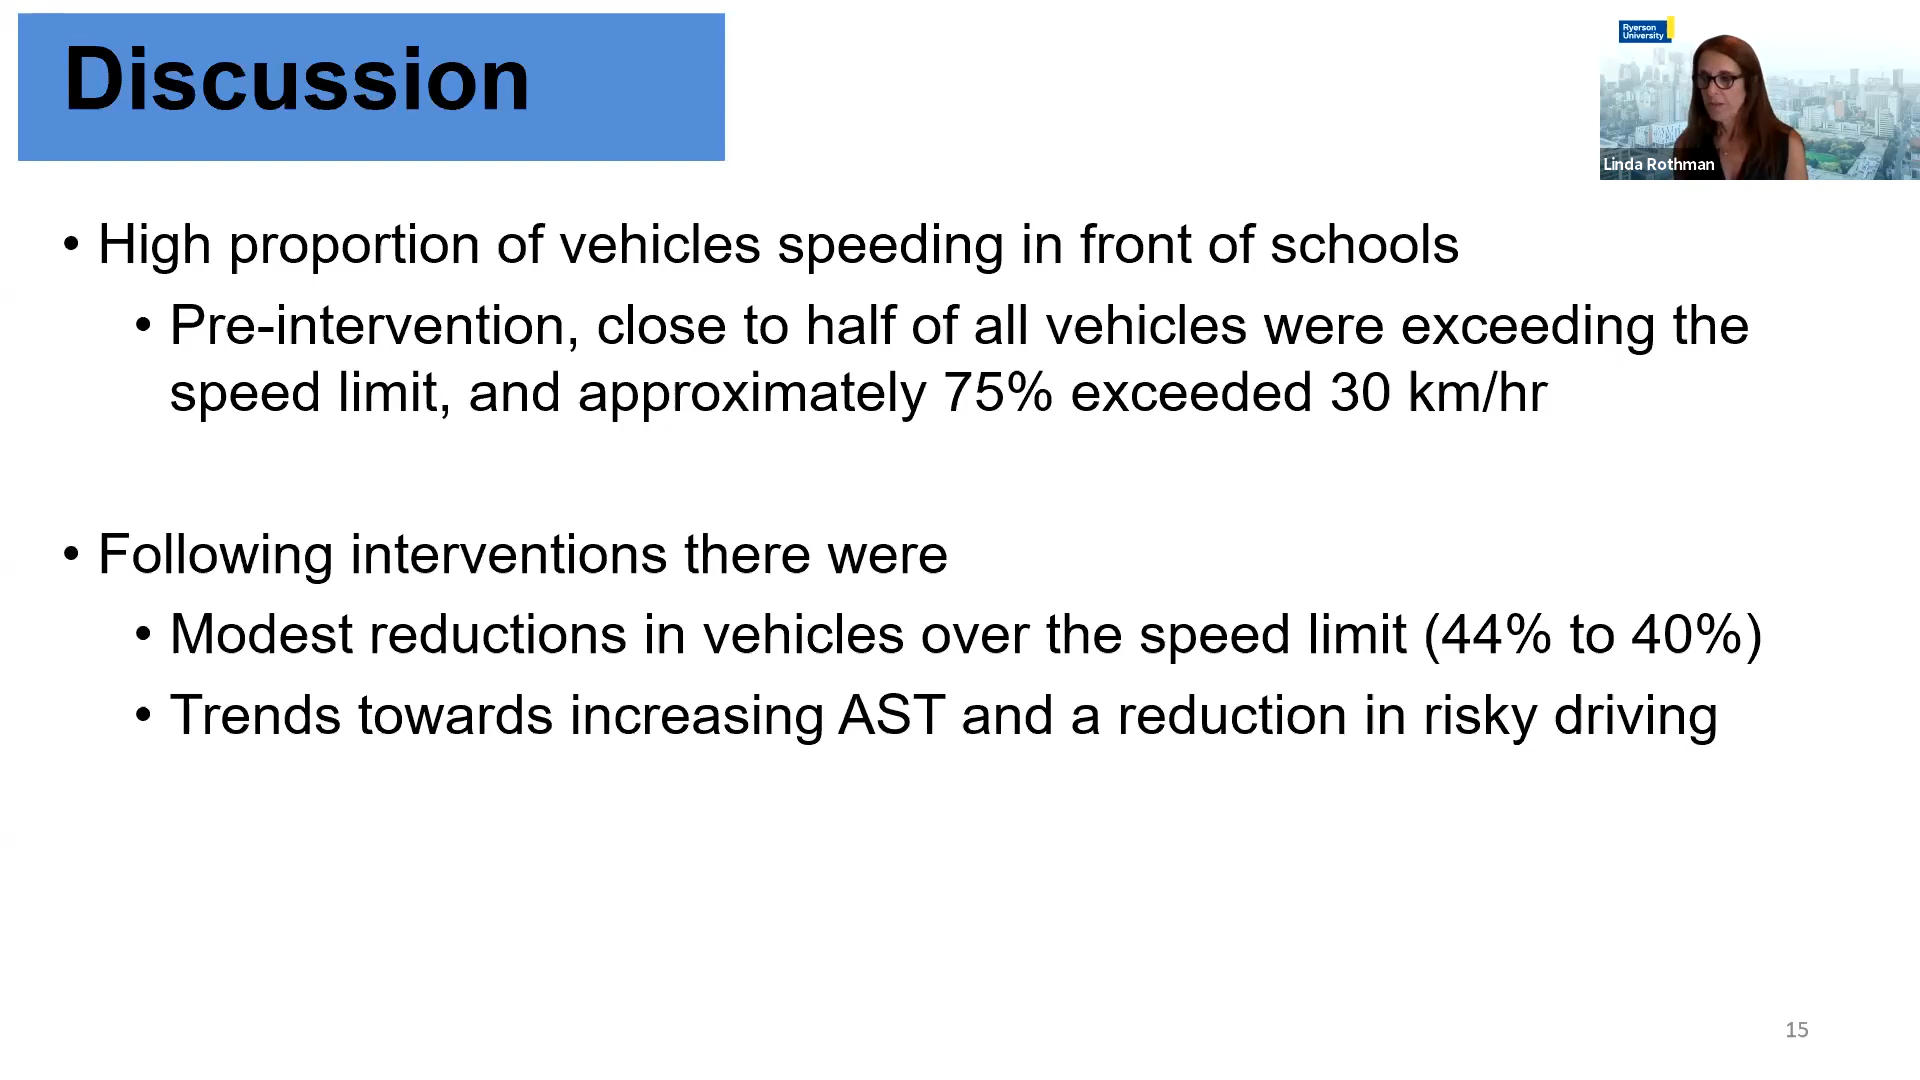 Discussion
Ryerson
University
Linda Rothman
• High proportion of vehicles speeding in front of schools
• Pre-intervention, close to half of all vehicles were exceeding the
speed limit, and approximately 75% exceeded 30 km/hr
• Following interventions there were
• Modest reductions in vehicles over the speed limit (44% to 40%)
• Trends towards increasing AST and a reduction in risky driving
15